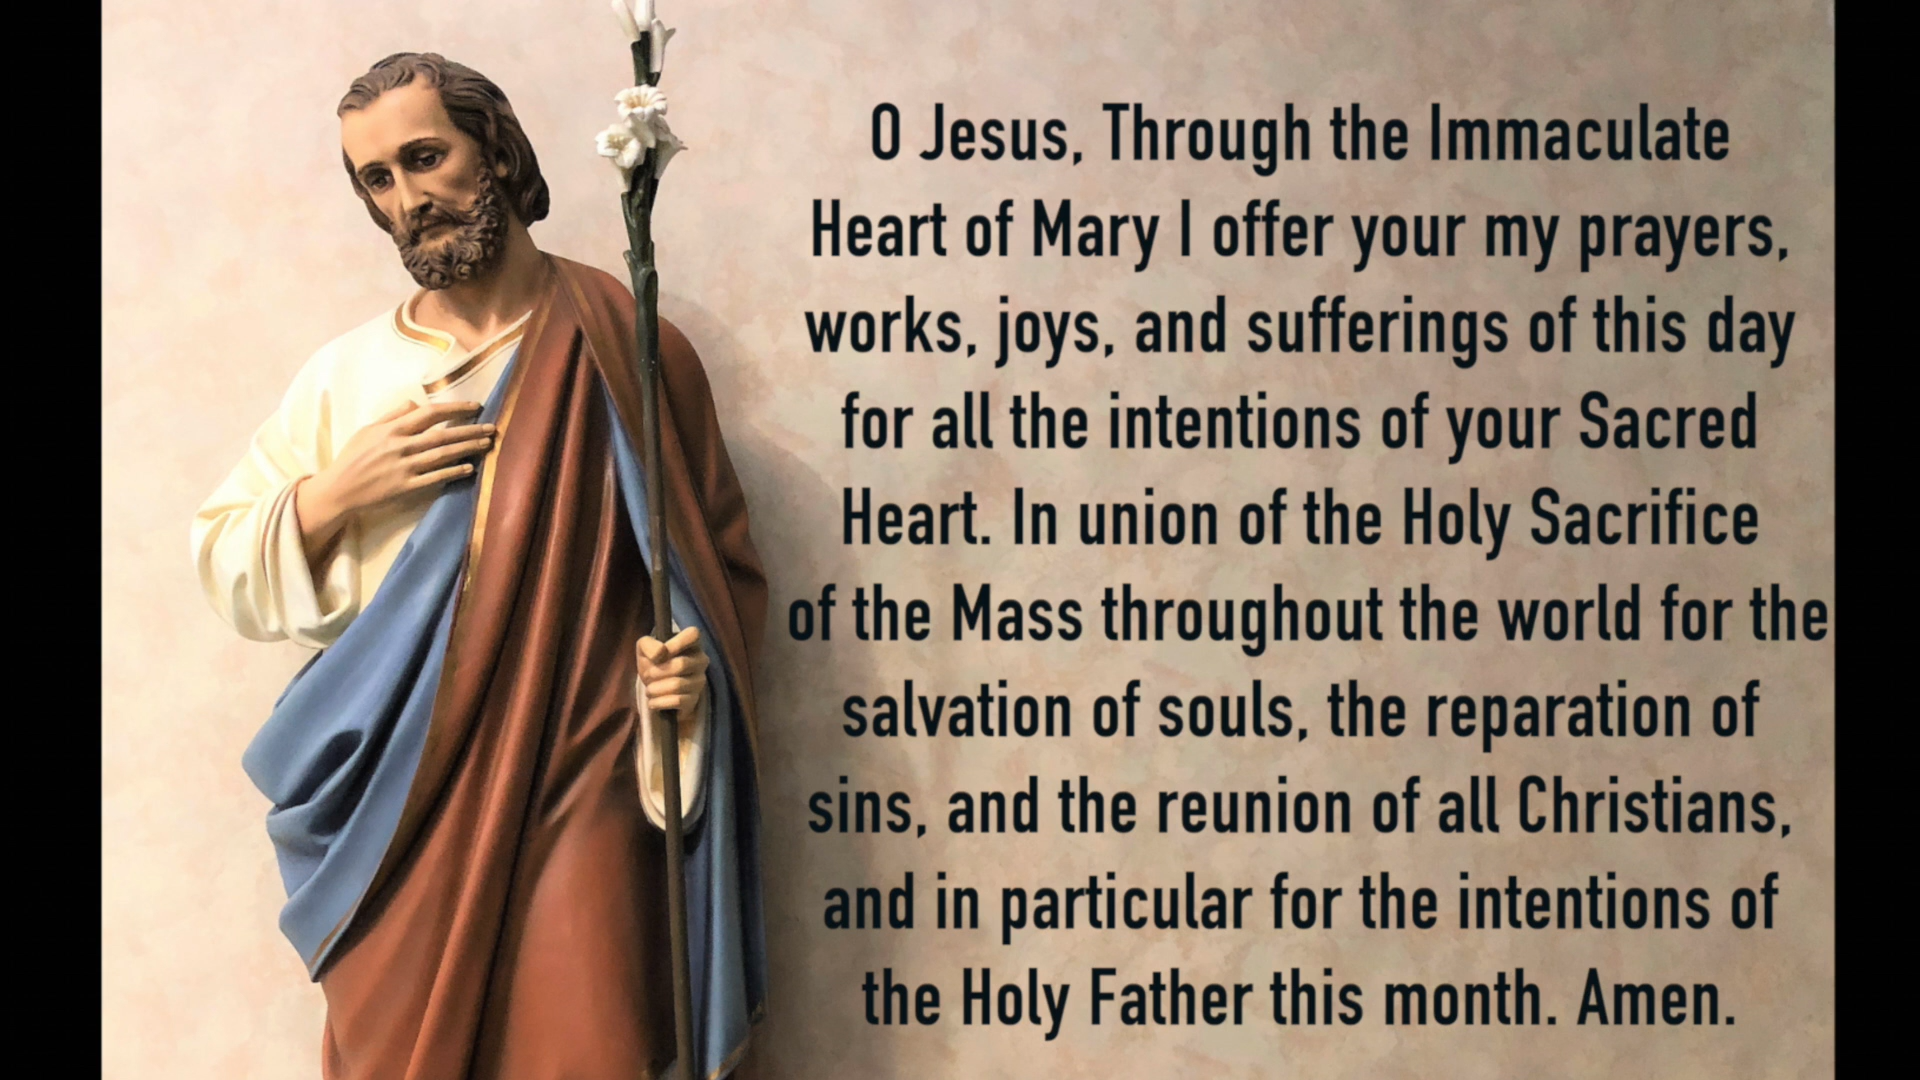 O Jesus, Through the Immaculate
Heart of Mary I offer your my prayers,
works, joys, and sufferings of this day
for all the intentions of your Sacred
Heart. In union of the Holy Sacrifice
of the Mass throughout the world for the
salvation of souls, the reparation of
sins, and the reunion of all Christians,
and in particular for the intentions of
the Holy Father this month. Amen.